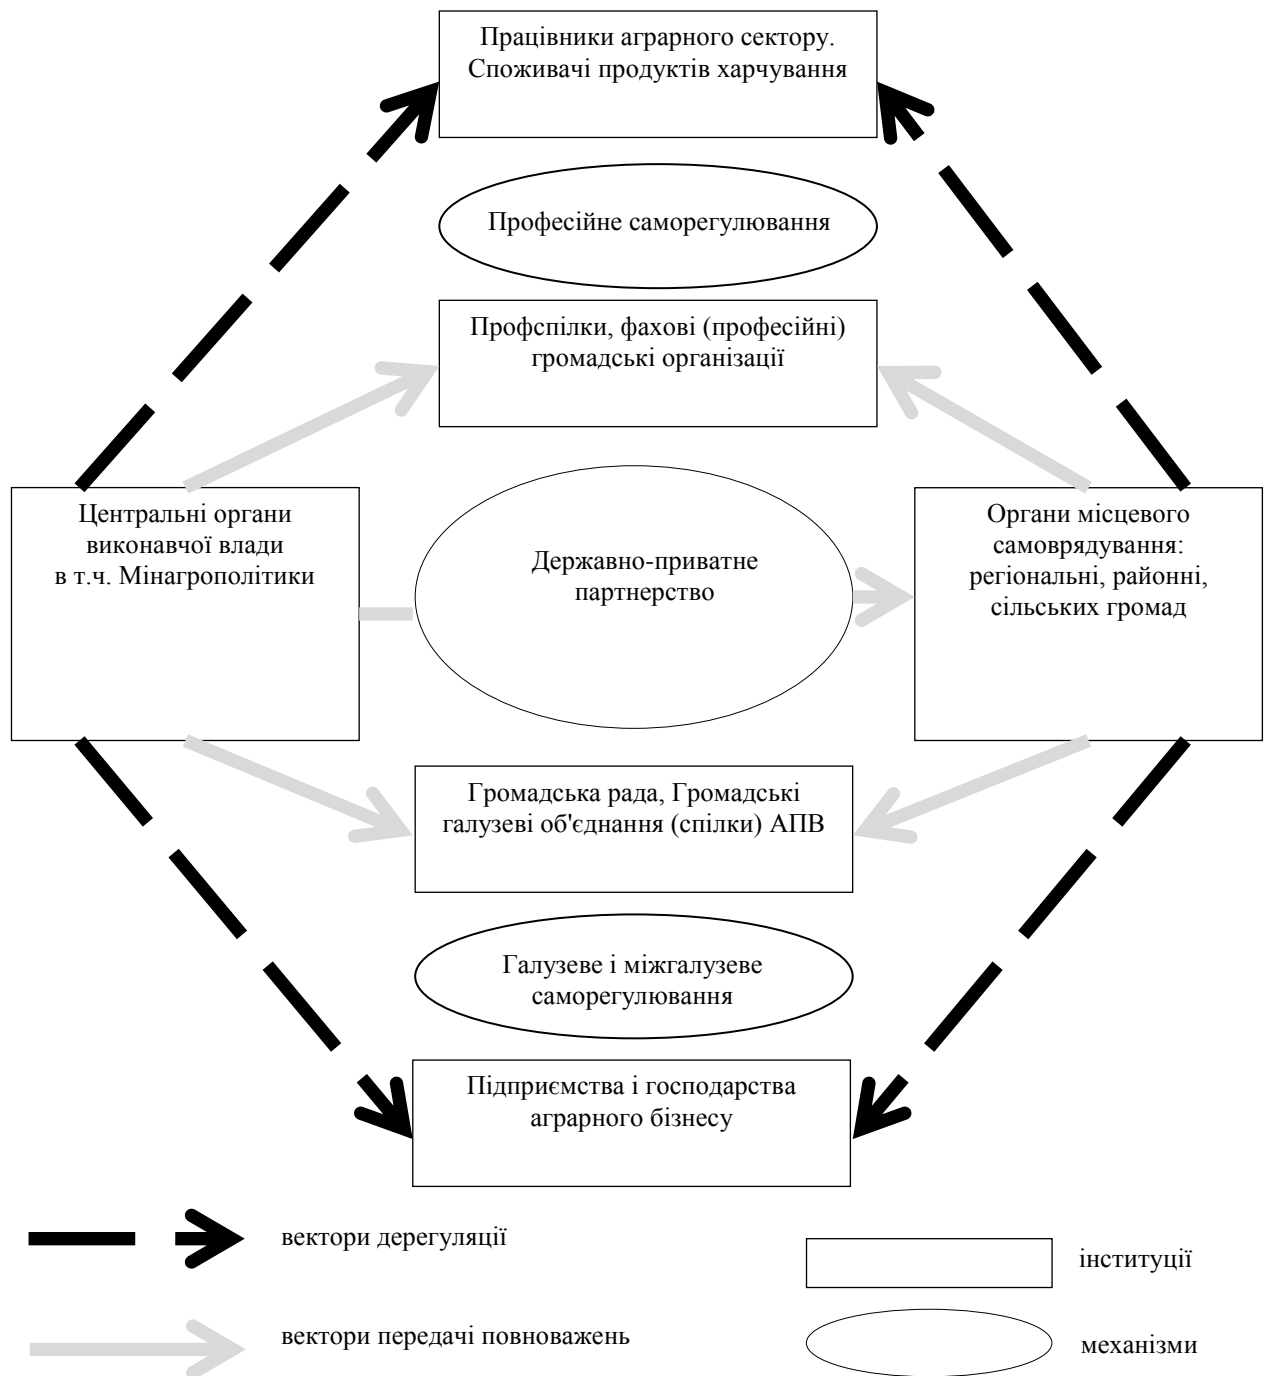 Працівники аграрного сектору.
Споживачі продуктів харчування
Професійне саморегулювання
Профспілки, фахові (професійні)
громадські організації
Центральні органи
виконавчої влади
в т.ч. Мінагрополітики
Державно-приватне
партнерство
Органи місцевого
самоврядування:
регіональні, районні,
сільських громад
Громадська рада, Громадські
галузеві об'єднання (спілки) АПВ
Галузеве і міжгалузеве
саморегулювання
Підприємства і господарства
аграрного бізнесу
вектори дерегуляції
інституції
вектори передачі повноважень
механізми